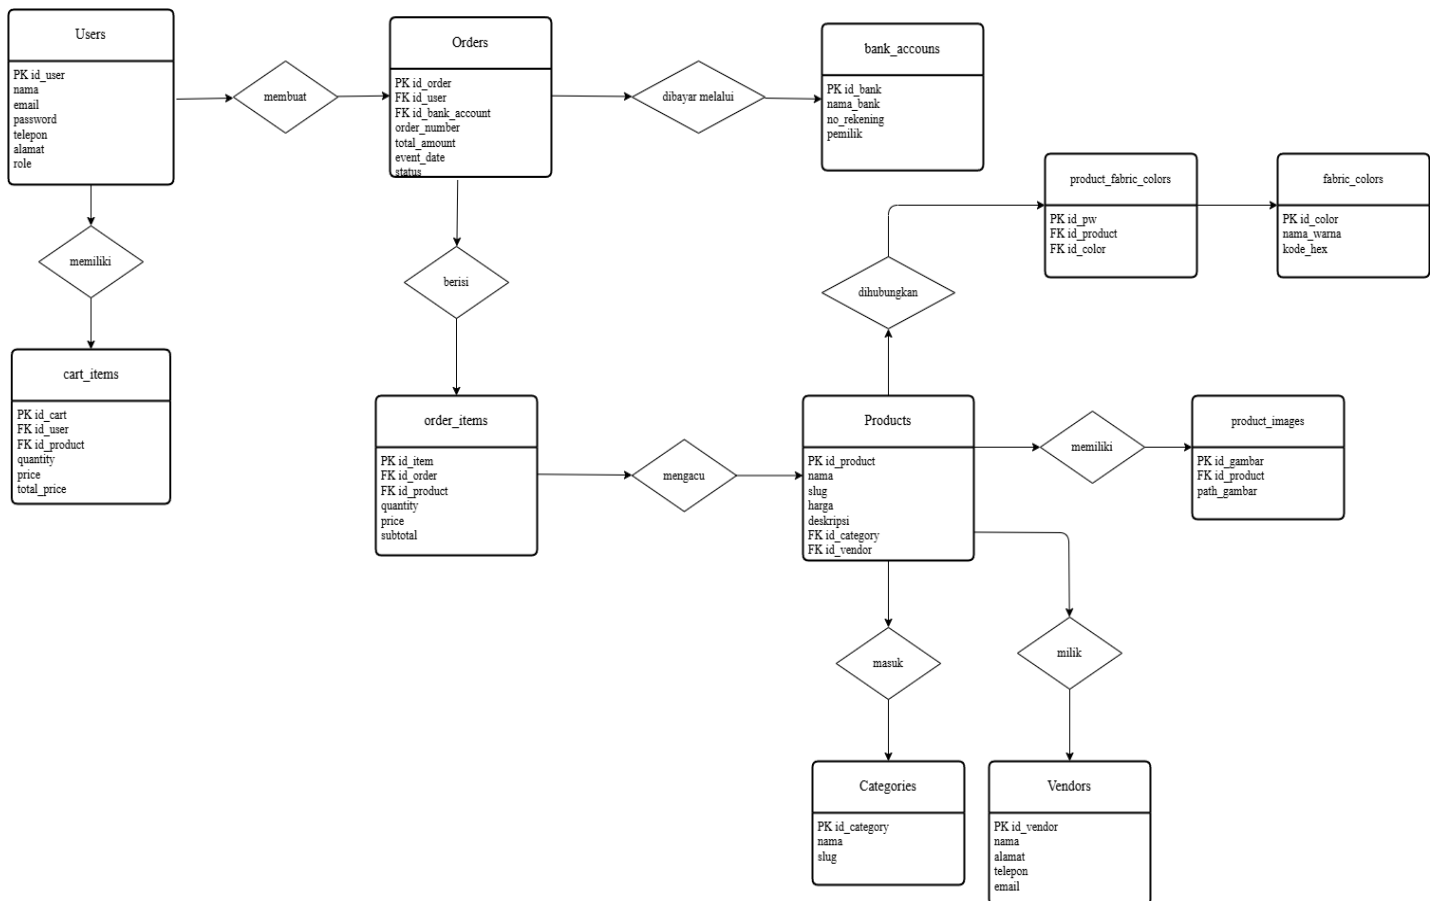 Users
PK id_user
nama
email
password
telepon
alamat
role
membuat
Orders
PK id_order
FK id_user
FK id_bank_account
order_number
total_amount
event_date
status
dibayar melalui
bank_accouns
PK id_bank
nama_bank
no_rekening
pemilik
product_fabric_colors
PK id_pw
FK id_product
FK id_color
fabric_colors
PK id_color
nama_warna
kode_hex
memiliki
berisi
dihubungkan
cart_items
PK id_cart
FK id_user
FK id_product
quantity
price
total_price
order_items
PK id_item
FK id_order
FK id_product
quantity
price
subtotal
mengacu
Products
PK id_product
nama
slug
harga
deskripsi
FK id_category
FK id_vendor
memiliki
product_images
PK id_gambar
FK id_product
path_gambar
masuk
milik
Categories
PK id_category
nama
slug
Vendors
PK id_vendor
nama
alamat
telepon
email